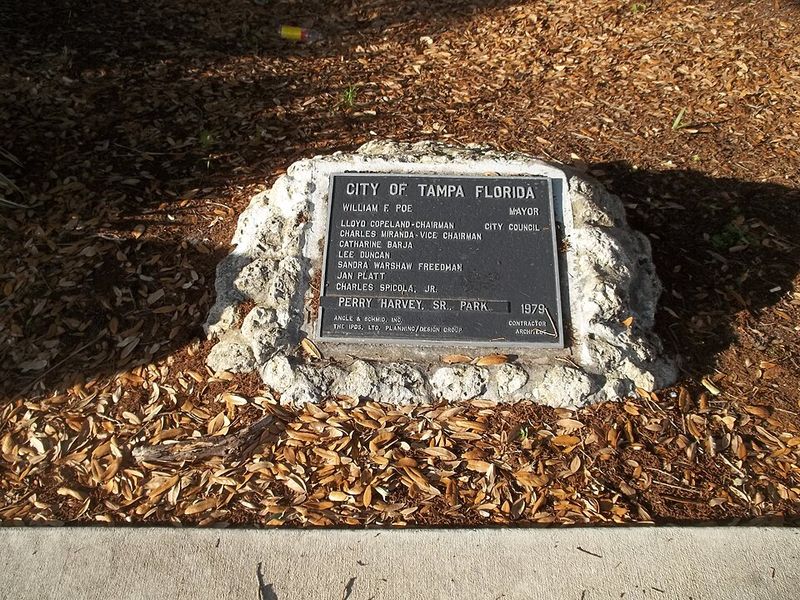 CITY OF TAMPA FLORIDA
WILLIAM F. POE MAYOR
LLOYD COPELAND-CHAIRMAN CITY COUNCIL
CHARLES MIRANDA-VICE CHAIRMAN
CATHARINE BARJA
LEE DUNCAN
SANDRA WARSHAW FREEDMAN
JAN PLATT
CHARLES SPICOLA, JR.
PERRY HARVEY, SR., PARK 1979
ANGLE & SCHMID, INC. CONTRACTOR
THE IPDG, LTD. PLANNING/DESIGN GROUP ARCHITECT